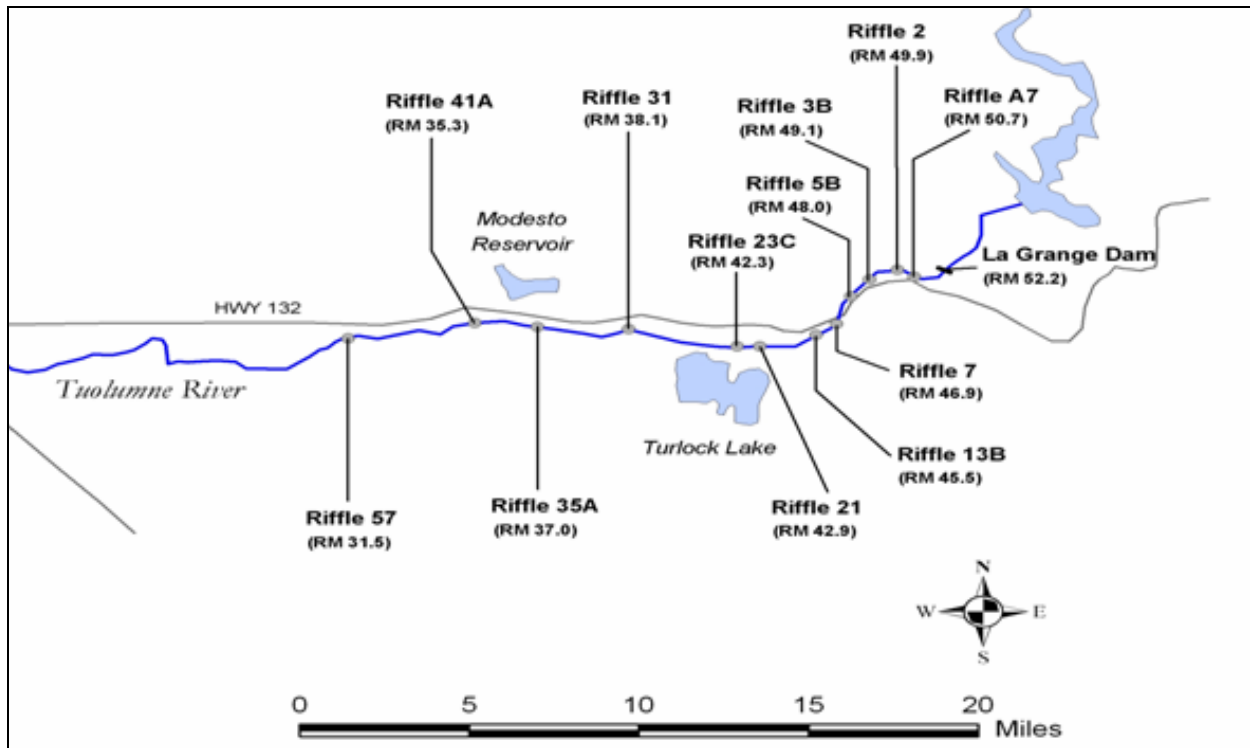 Riffle 2
(RM 49.9)
Riffle 41A
(RM 35.3)
Riffle 31
(RM 38.1)
Riffle 3B
(RM 49.1)
Riffle A7
(RM 50.7)
Riffle 5B
(RM 48.0)
Modesto
Reservoir
Riffle 23C
(RM 42.3)
La Grange Dam
(RM 52.2)
HWY 132
Tuolumne River
Riffle 7
(RM 46.9)
Turlock Lake
Riffle 13B
(RM 45.5)
Riffle 57
(RM 31.5)
Riffle 35A
(RM 37.0)
Riffle 21
(RM 42.9)
N
W
E
S
0 5 10 15 20
Miles